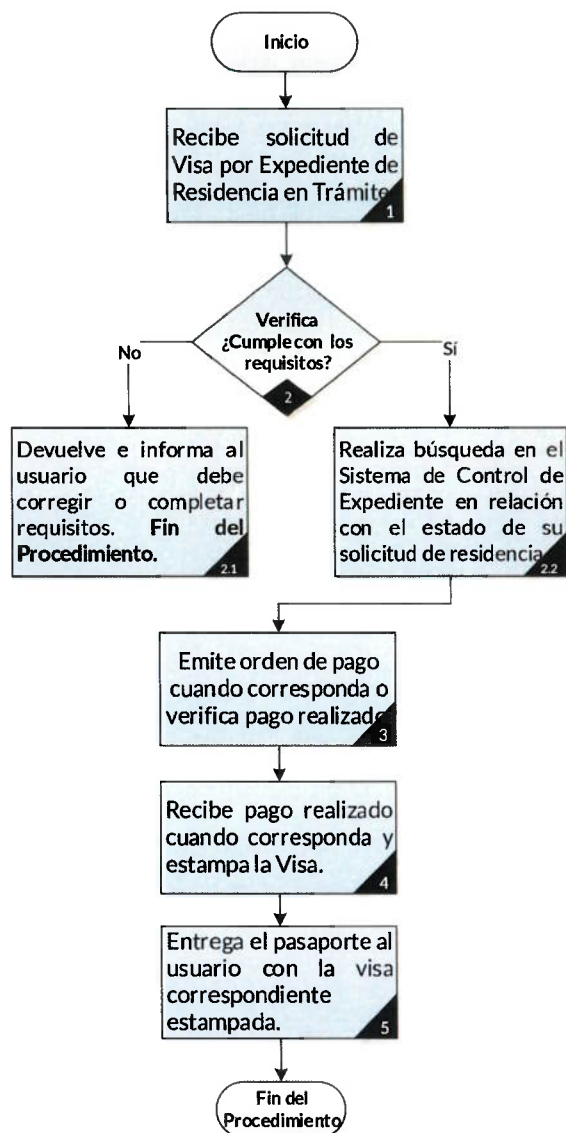 Inicio
Recibe solicitud de
Visa por Expediente de
Residencia en Trámite
1
Verifica
¿Cumple con los
requisitos?
2
No
Sí
Devuelve e informa al
usuario que debe
corregir o completar
requisitos. Fin del
Procedimiento.
2.1
Realiza búsqueda en el
Sistema de Control de
Expediente en relación
con el estado de su
solicitud de residencia
2.2
Emite orden de pago
cuando corresponda o
verifica pago realizado
3
Recibe pago realizado
cuando corresponda y
estampa la Visa.
4
Entrega el pasaporte al
usuario con la visa
correspondiente
estampada.
5
Fin del
Procedimiento